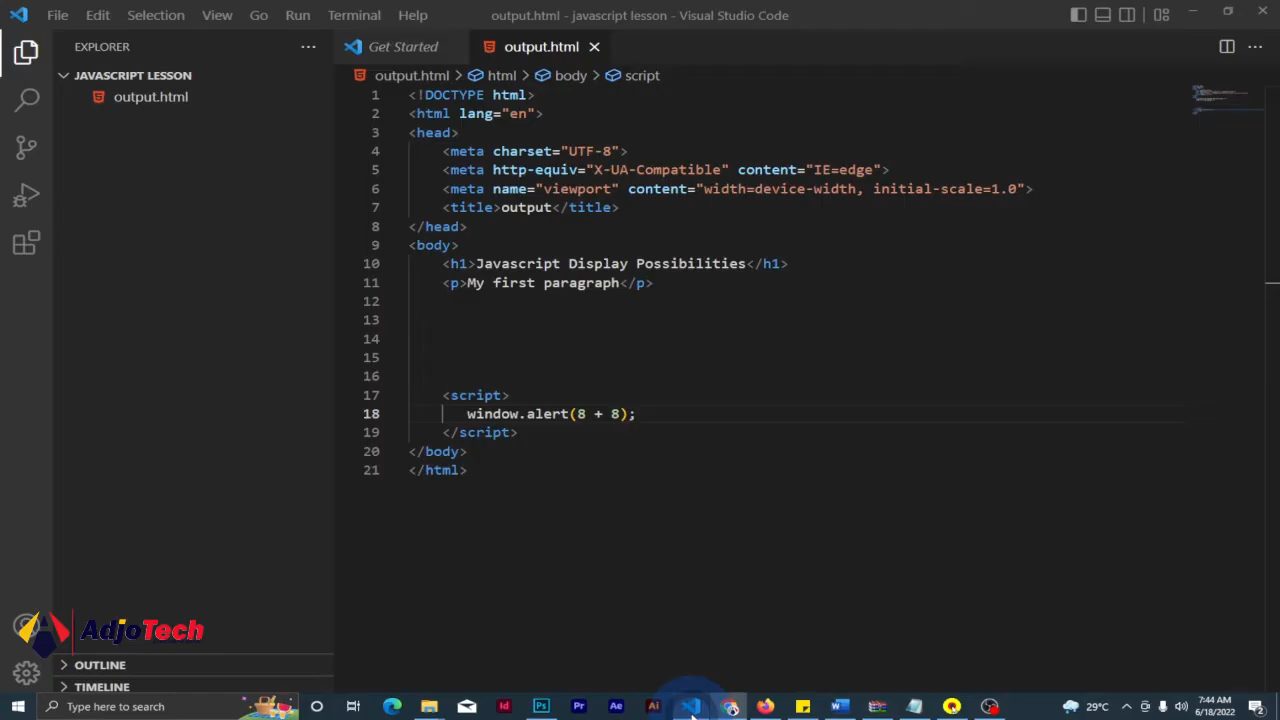 File Edit Selection View Go Run Terminal Help output.html - javascript lesson - Visual Studio Code
EXPLORER Get Started output.html
JAVASCRIPT LESSON output.html > html > body > script
output.html
1 <!DOCTYPE html>
2 <html lang="en">
3 <head>
4 <meta charset="UTF-8">
5 <meta http-equiv="X-UA-Compatible" content="IE=edge">
6 <meta name="viewport" content="width=device-width, initial-scale=1.0">
7 <title>output</title>
8 </head>
9 <body>
10 <h1>Javascript Display Possibilities</h1>
11 <p>My first paragraph</p>
12
13
14
15
16
17 <script>
18 window.alert(8 + 8);
19 </script>
20 </body>
21 </html>
AdjoTech
OUTLINE
TIMELINE
Type here to search Id Ps Pr Ae Ai 29°C 7:44 AM
6/18/2022 2